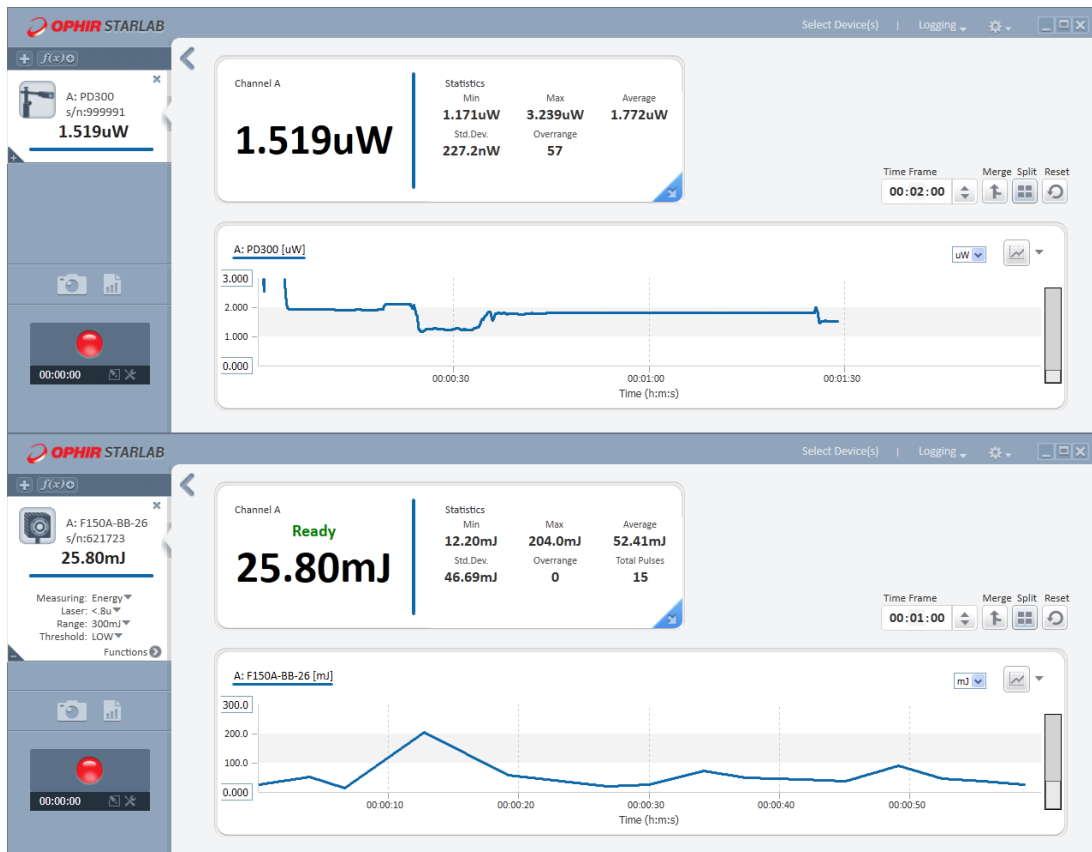 OPHIR STARLAB
Select Device(s) | Logging
f(x)
A: PD300
s/n:999991
1.519uW
00:00:00
Channel A
1.519uW
Statistics
Min Max Average
1.171uW 3.239uW 1.772uW
Std.Dev. Overrange
227.2nW 57
Time Frame Merge Split Reset
00:02:00
A: PD300 [uW]
uW
3.000
2.000
1.000
0.000
00:00:30 00:01:00 00:01:30
Time (h:m:s)
OPHIR STARLAB
Select Device(s) | Logging
f(x)
A: F150A-BB-26
s/n:621723
25.80mJ
Measuring: Energy
Laser: <.8u
Range: 300mJ
Threshold: LOW
Functions
00:00:00
Channel A
Ready
25.80mJ
Statistics
Min Max Average
12.20mJ 204.0mJ 52.41mJ
Std.Dev. Overrange Total Pulses
46.69mJ 0 15
Time Frame Merge Split Reset
00:01:00
A: F150A-BB-26 [mJ]
mJ
300.0
200.0
100.0
0.000
00:00:10 00:00:20 00:00:30 00:00:40 00:00:50
Time (h:m:s)